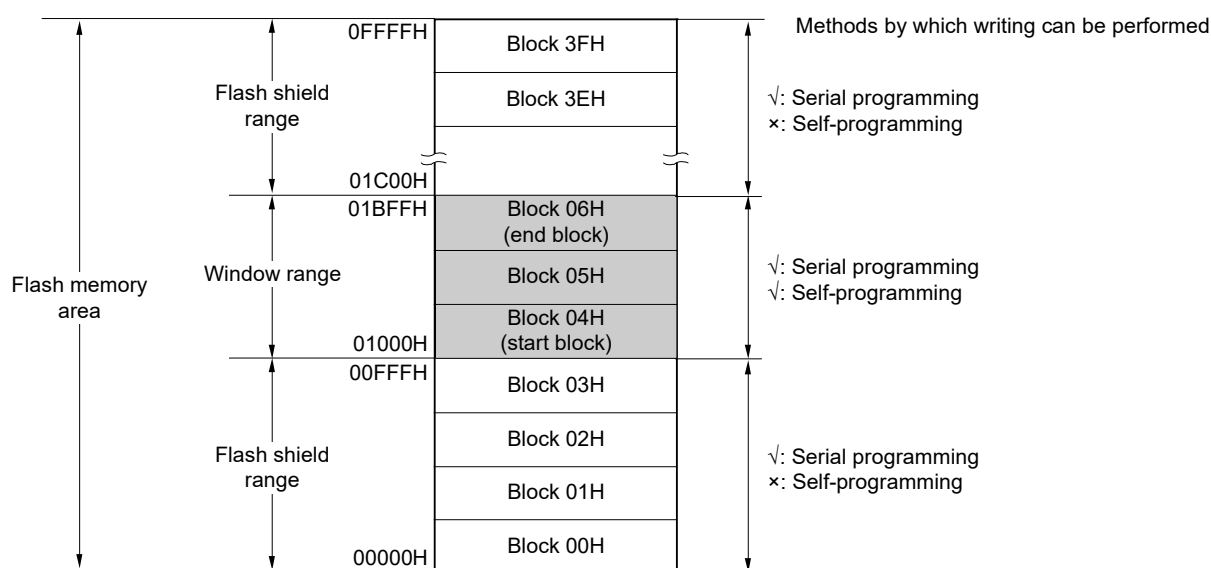 Methods by which writing can be performed
0FFFFH
Block 3FH
Flash shield
range
Block 3EH
√: Serial programming
×: Self-programming
01C00H
01BFFH
Block 06H
(end block)
Flash memory
area
Window range
Block 05H
√: Serial programming
√: Self-programming
Block 04H
(start block)
01000H
00FFFH
Block 03H
Block 02H
Flash shield
range
√: Serial programming
×: Self-programming
Block 01H
Block 00H
00000H